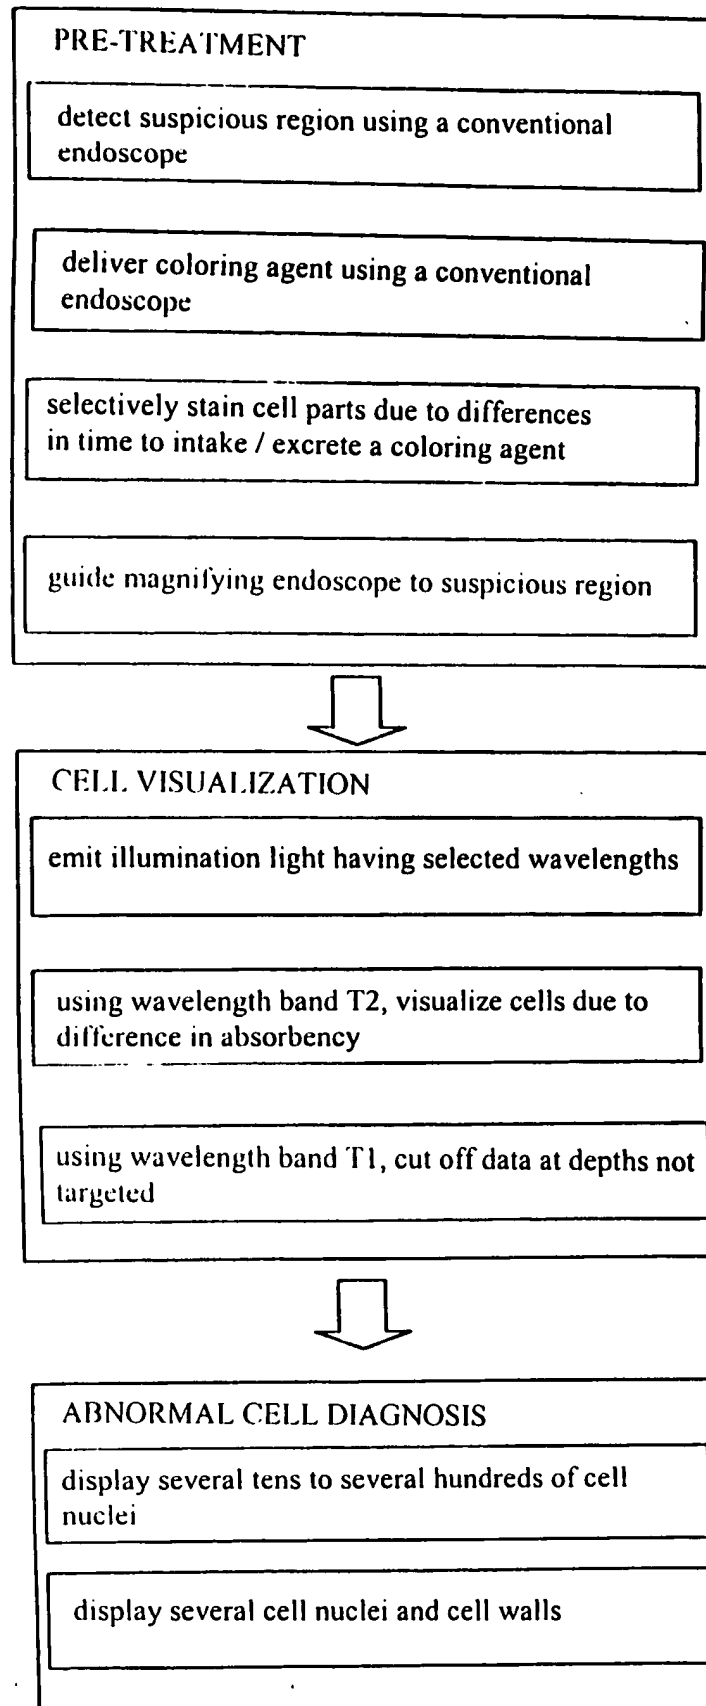 PRE-TREATMENT
detect suspicious region using a conventional
endoscope
deliver coloring agent using a conventional
endoscope
selectively stain cell parts due to differences
in time to intake / excrete a coloring agent
guide magnifying endoscope to suspicious region
CELL VISUALIZATION
emit illumination light having selected wavelengths
using wavelength band T2, visualize cells due to
difference in absorbency
using wavelength band T1, cut off data at depths not
targeted
ABNORMAL CELL DIAGNOSIS
display several tens to several hundreds of cell
nuclei
display several cell nuclei and cell walls